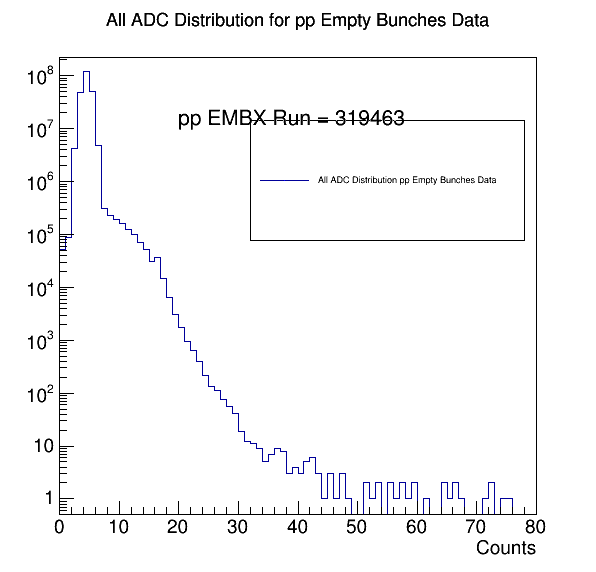 All ADC Distribution for pp Empty Bunches Data
10^8
pp EMBX Run = 319463
10^7
All ADC Distribution pp Empty Bunches Data
10^6
10^5
10^4
10^3
10^2
10
1
0 10 20 30 40 50 60 70 80
Counts